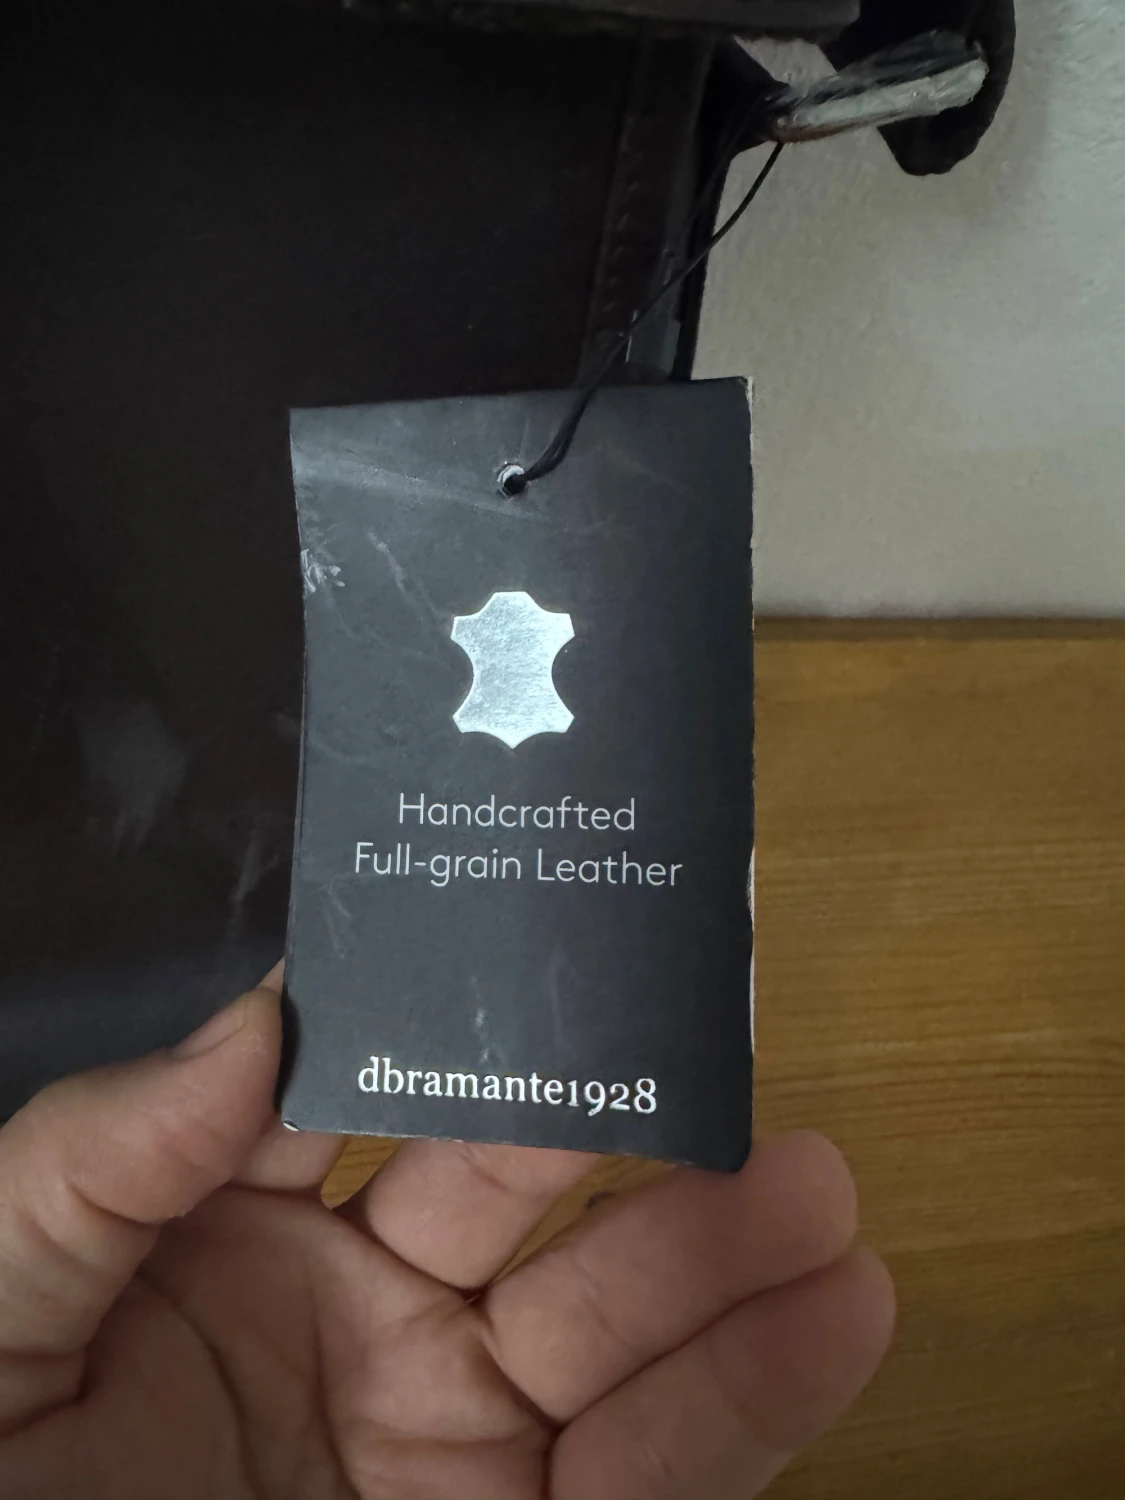 Handcrafted
Full-grain Leather
dbramante1928